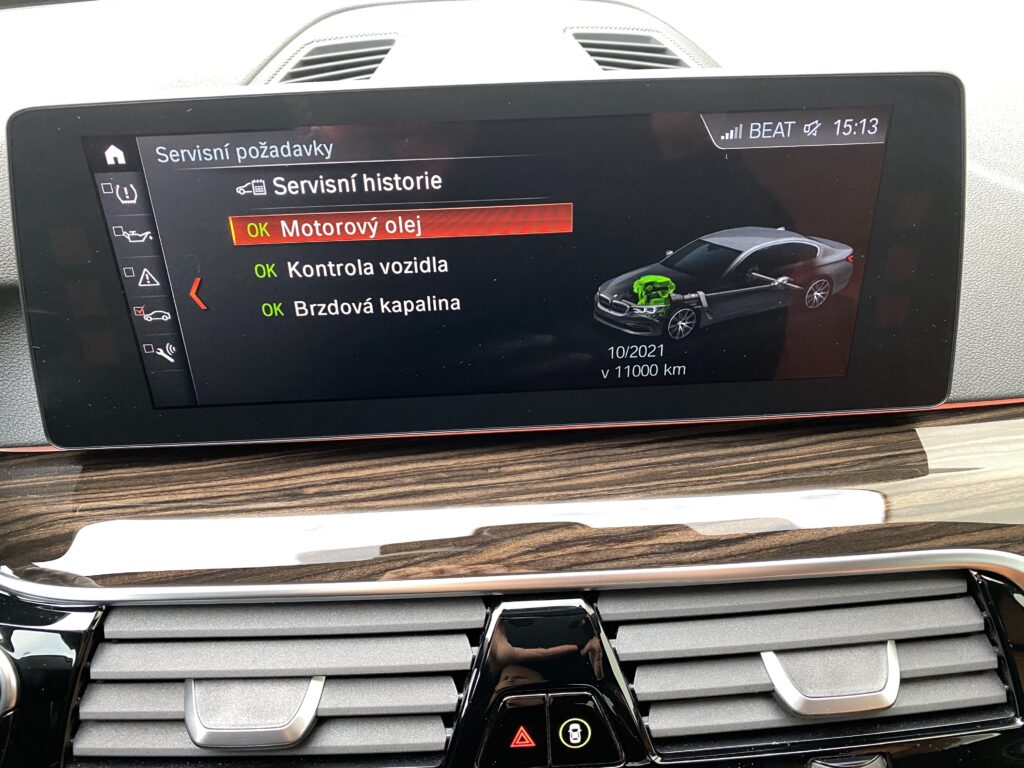 BEAT 15:13
Servisní požadavky
Servisní historie
OK Motorový olej
OK Kontrola vozidla
OK Brzdová kapalina
10/2021
v 11000 km